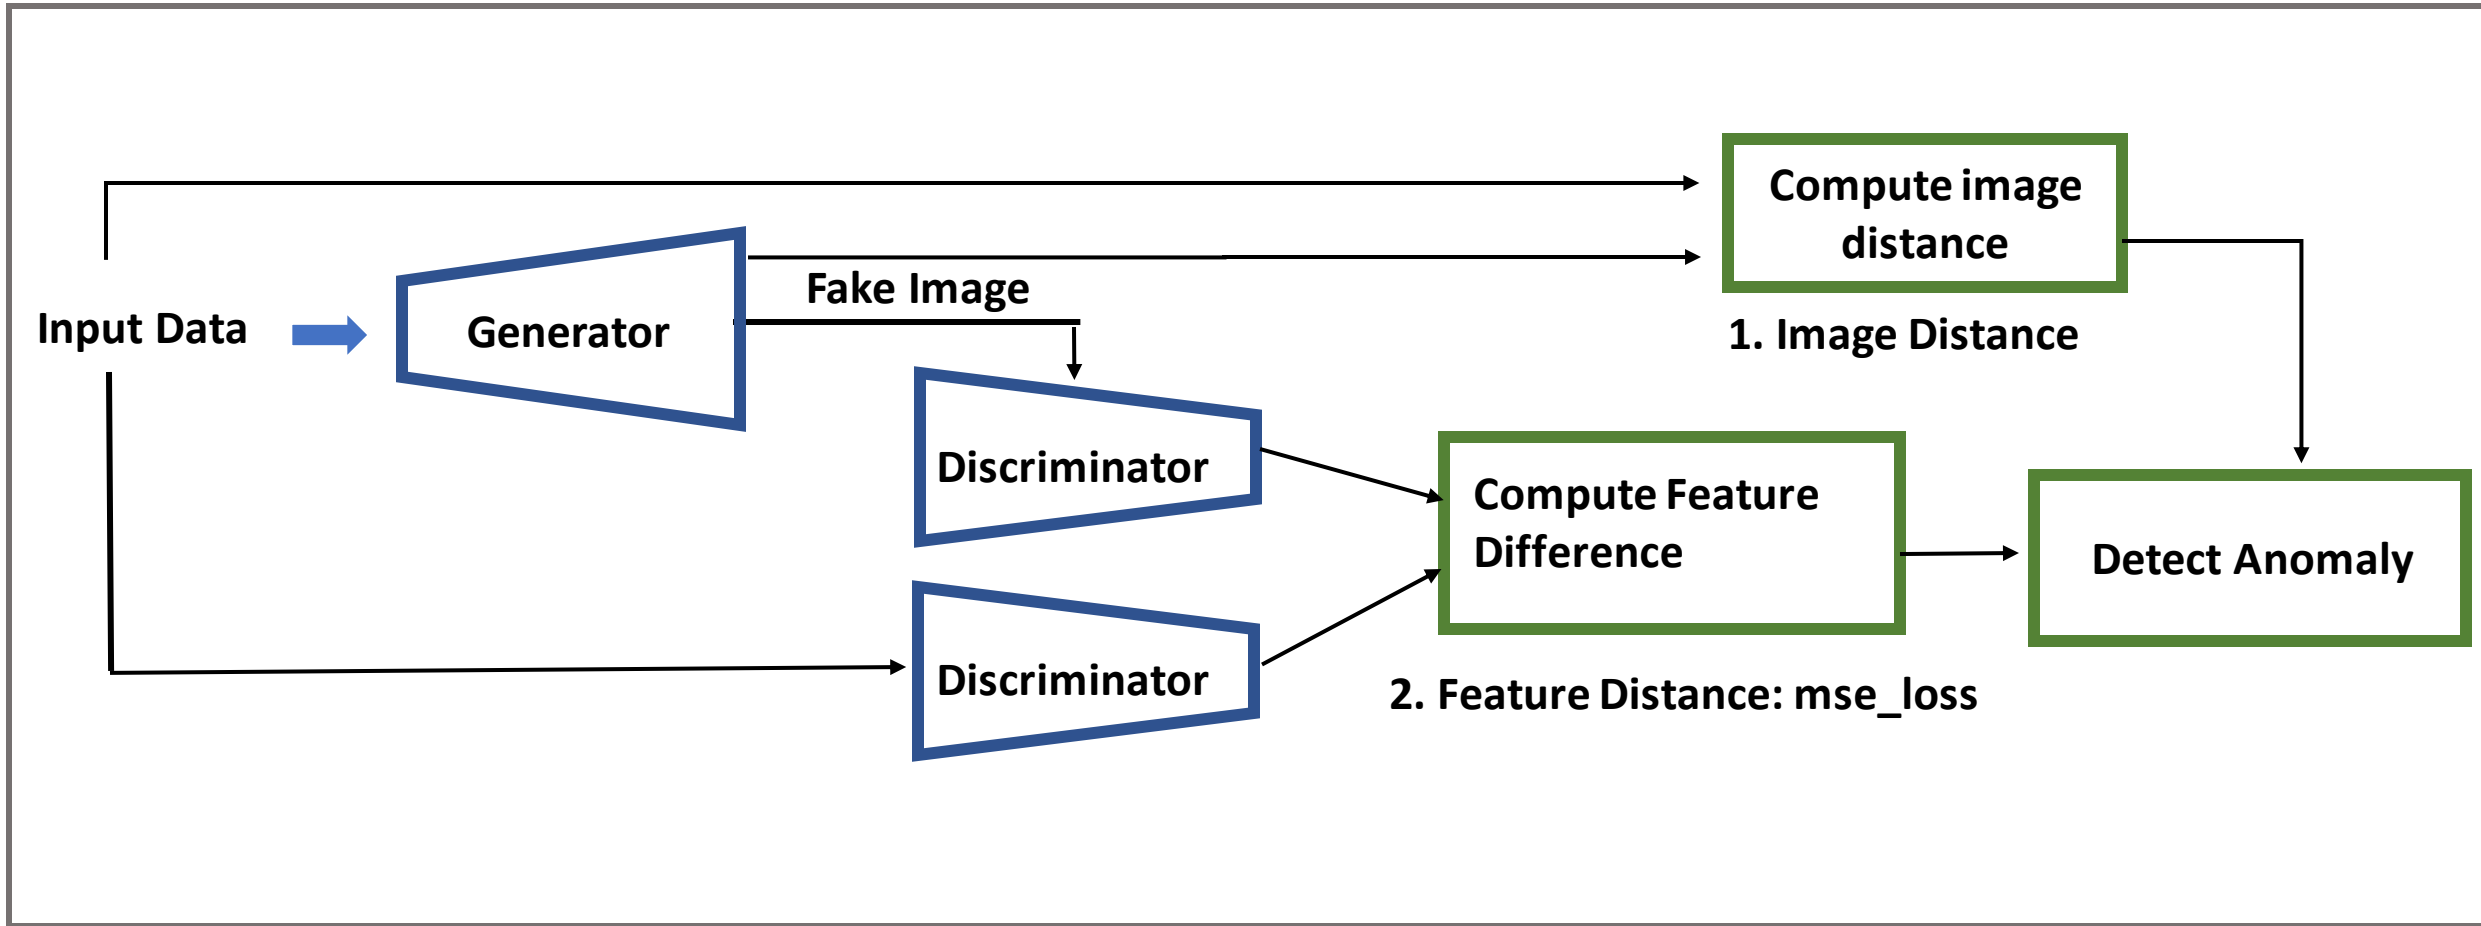 Compute image
distance
Fake Image
Input Data
Generator
1. Image Distance
Discriminator
Compute Feature
Difference
Detect Anomaly
Discriminator
2. Feature Distance: mse_loss